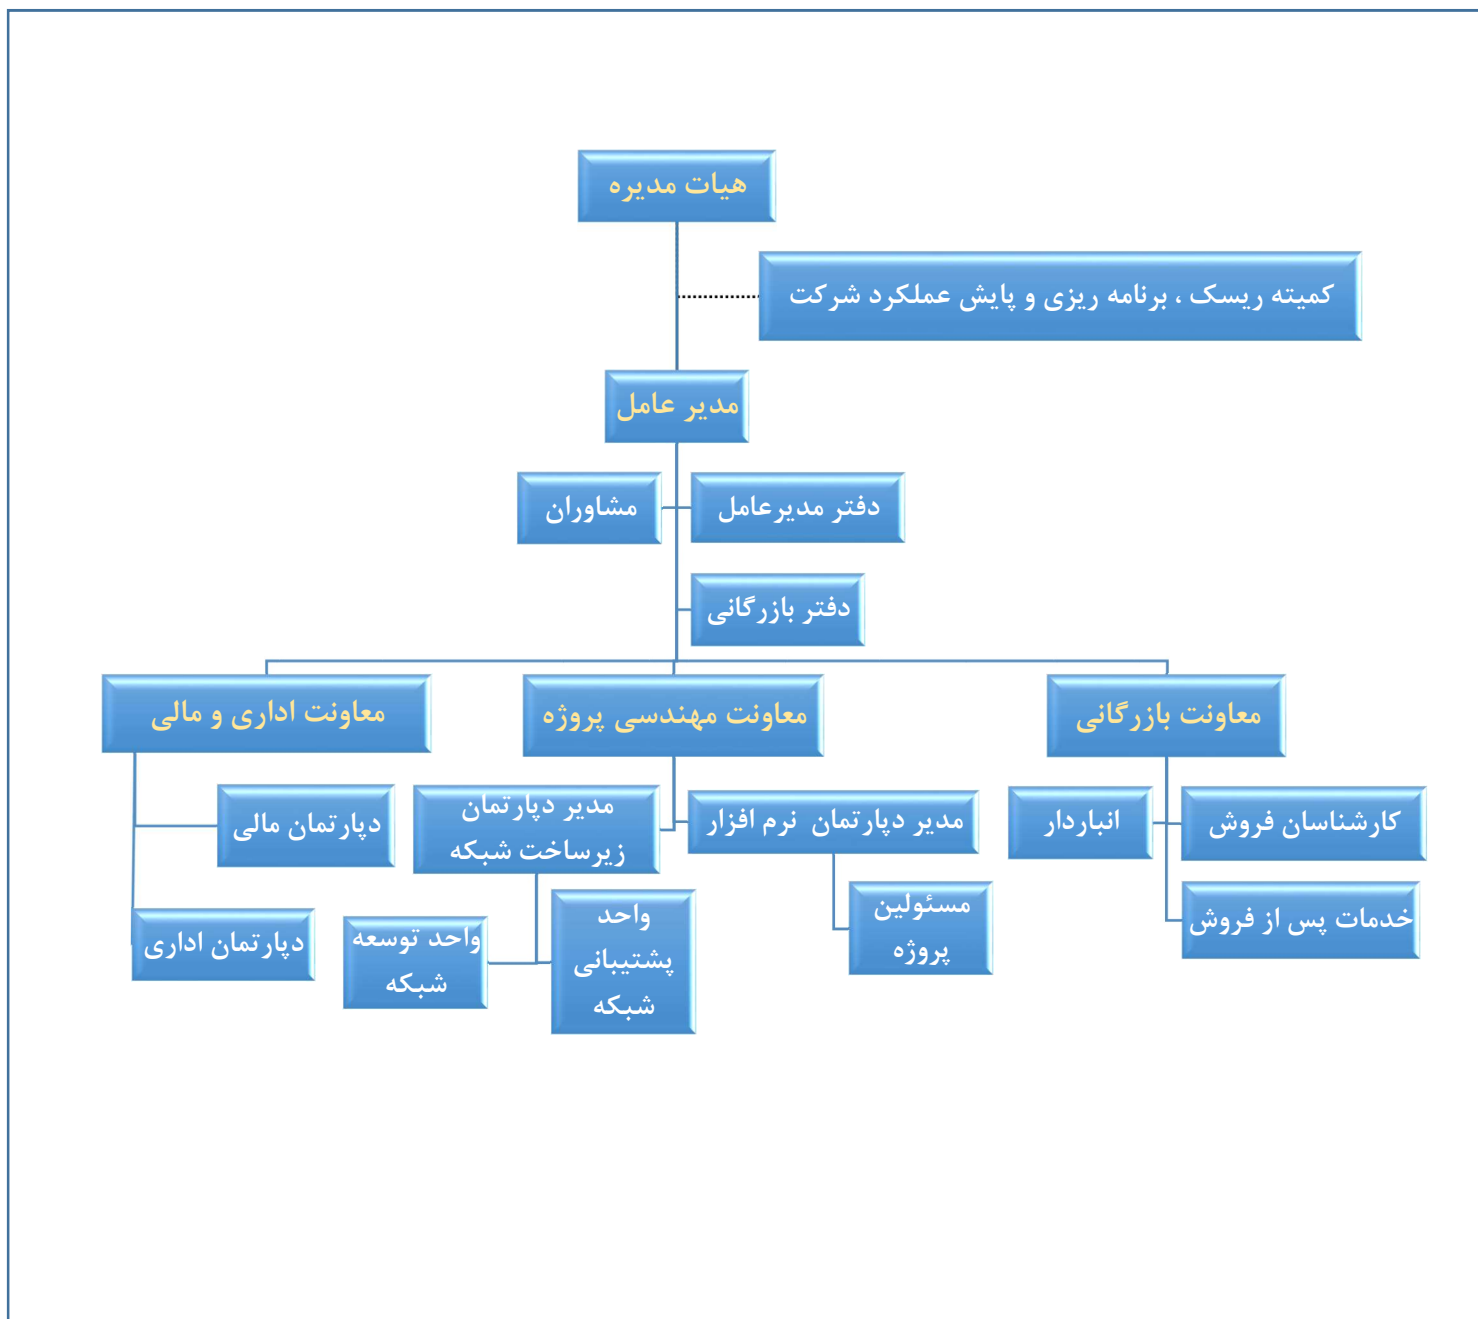 هیات مدیره
کمیته ریسک ، برنامه ریزی و پایش عملکرد شرکت
مدیر عامل
دفتر مدیرعامل
مشاوران
دفتر بازرگانی
معاونت بازرگانی
معاونت مهندسی پروژه
معاونت اداری و مالی
کارشناسان فروش
انباردار
خدمات پس از فروش
مدیر دپارتمان نرم افزار
مسئولین
پروژه
مدیر دپارتمان
زیرساخت شبکه
واحد
پشتیبانی
شبکه
واحد توسعه
شبکه
دپارتمان مالی
دپارتمان اداری